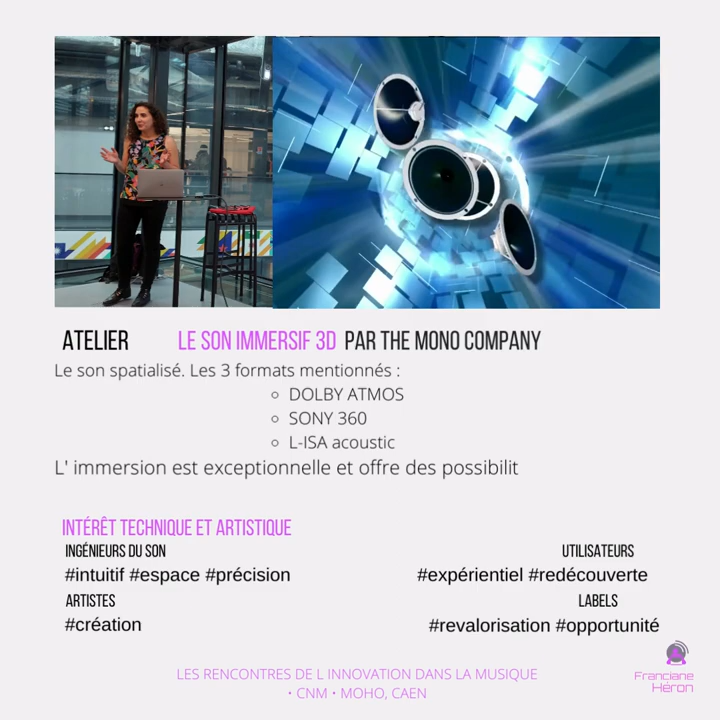 ATELIER LE SON IMMERSIF 3D PAR THE MONO COMPANY
Le son spatialisé. Les 3 formats mentionnés :
DOLBY ATMOS
SONY 360
L-ISA acoustic
L' immersion est exceptionnelle et offre des possibilit
INTÉRÊT TECHNIQUE ET ARTISTIQUE
INGÉNIEURS DU SON
#intuitif #espace #précision
ARTISTES
#création
UTILISATEURS
#expérientiel #redécouverte
LABELS
#revalorisation #opportunité
LES RENCONTRES DE L INNOVATION DANS LA MUSIQUE
• CNM • MOHO, CAEN
Franciane
Héron